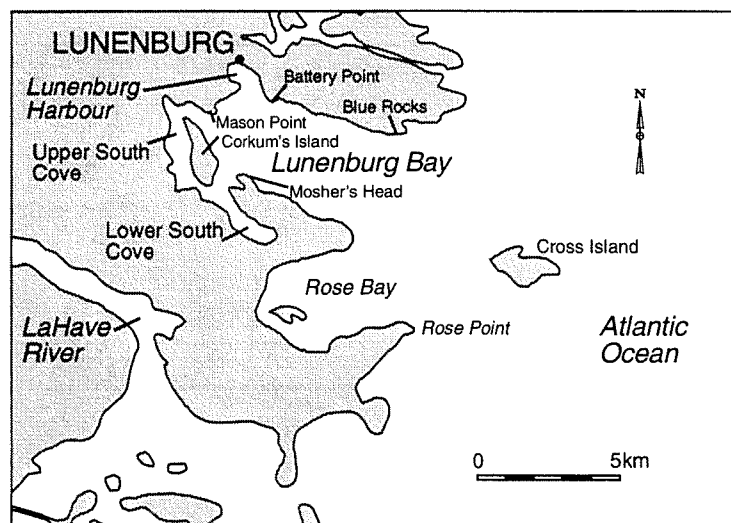 LUNENBURG
Lunenburg
Harbour
Battery Point
Blue Rocks
N
Mason Point
Corkum's Island
Upper South
Cove
Lunenburg Bay
Mosher's Head
Lower South
Cove
Cross Island
Rose Bay
LaHave
River
Rose Point
Atlantic
Ocean
0 5km